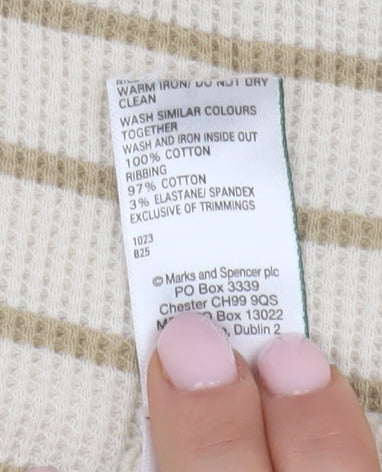 WARM IRON/ DO NOT DRY
CLEAN
WASH SIMILAR COLOURS
TOGETHER
WASH AND IRON INSIDE OUT
100% COTTON
RIBBING
97% COTTON
3% ELASTANE/ SPANDEX
EXCLUSIVE OF TRIMMINGS
1023
B25
© Marks and Spencer plc
PO Box 3339
Chester CH99 9QS
Box 13022
Dublin 2